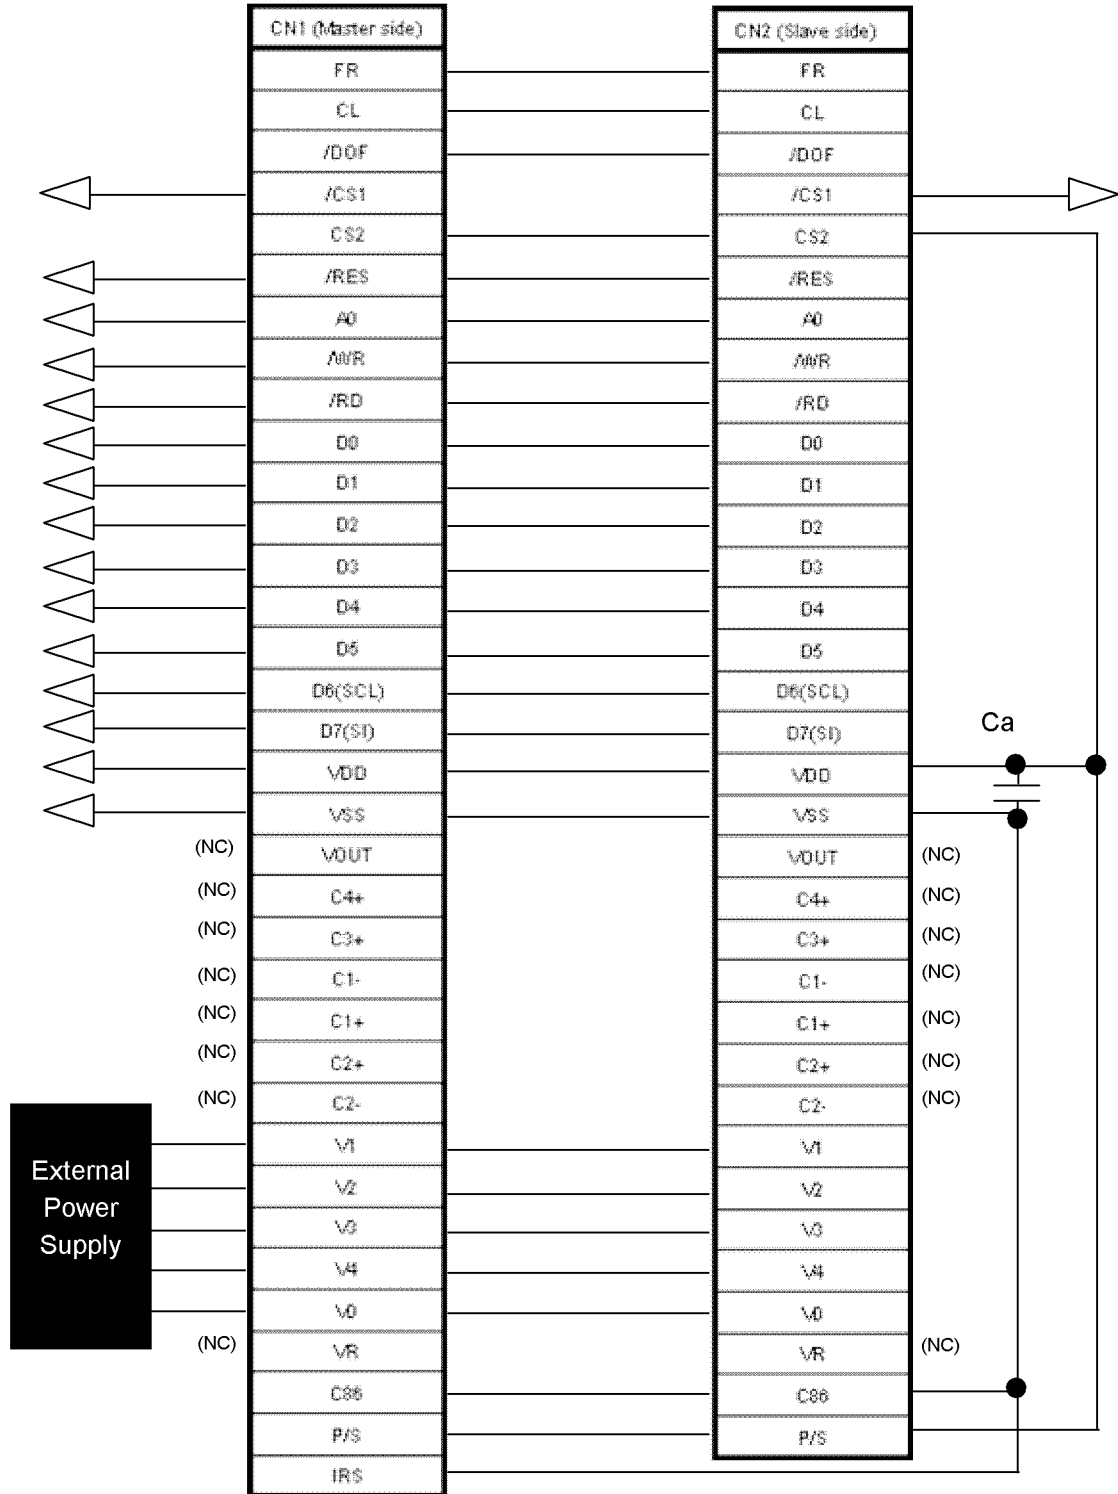 CN1 (Master side)
FR
CL
/DOF
/CS1
CS2
/RES
A0
/WR
/RD
D0
D1
D2
D3
D4
D5
D6(SCL)
D7(SI)
VDD
VSS
(NC) VOUT
(NC) C4+
(NC) C3+
(NC) C1-
(NC) C1+
(NC) C2+
(NC) C2-
V1
V2
V3
V4
V0
(NC) VR
C86
P/S
IRS
External
Power
Supply
CN2 (Slave side)
FR
CL
/DOF
/CS1
CS2
/RES
A0
/WR
/RD
D0
D1
D2
D3
D4
D5
D6(SCL)
D7(SI)
VDD
VSS
VOUT (NC)
C4+ (NC)
C3+ (NC)
C1- (NC)
C1+ (NC)
C2+ (NC)
C2- (NC)
V1
V2
V3
V4
V0
VR (NC)
C86
P/S
Ca